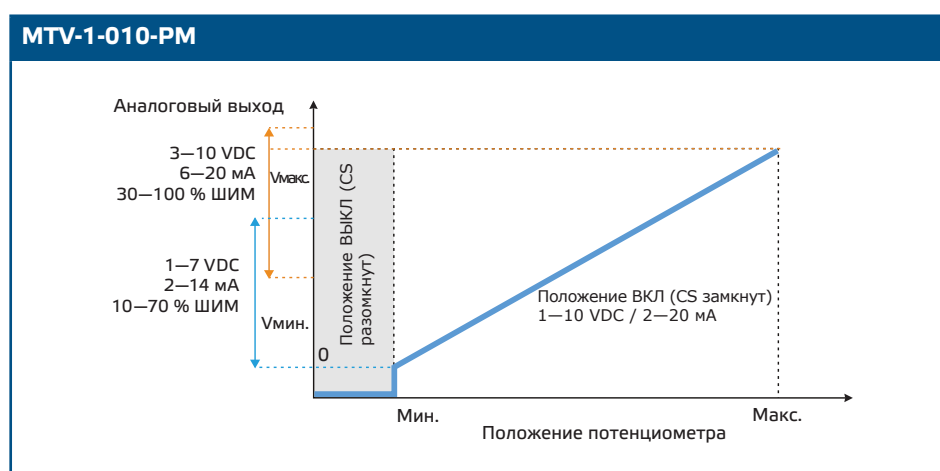 MTV-1-010-PM
Аналоговый выход
3—10 VDC
6—20 мА
30—100 % ШИМ
Vмакс.
1—7 VDC
2—14 мА
10—70 % ШИМ
Vмин.
0
Положение ВЫКЛ (CS
разомкнут)
Положение ВКЛ (CS замкнут)
1—10 VDC / 2—20 мА
Мин.
Макс.
Положение потенциометра